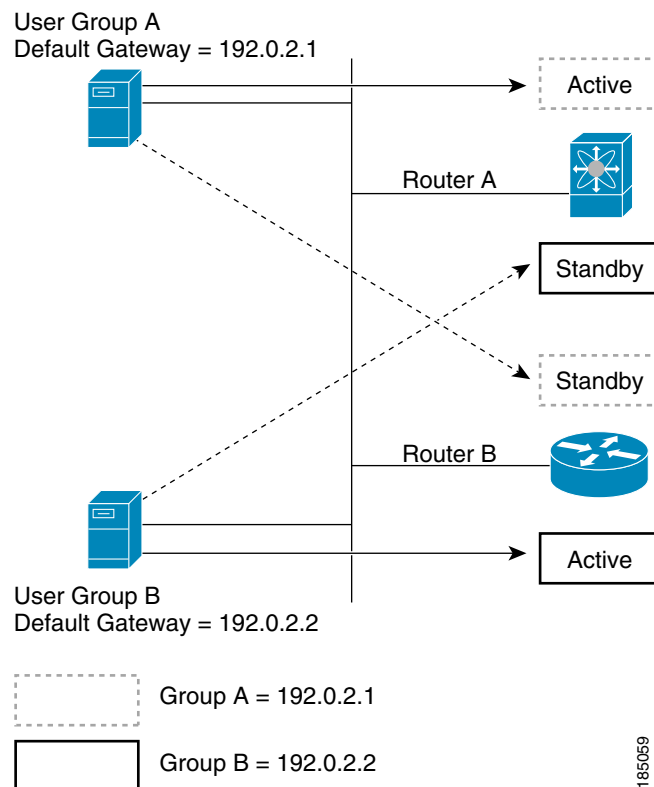 User Group A
Default Gateway = 192.0.2.1
Active
Router A
Standby
Standby
Router B
Active
User Group B
Default Gateway = 192.0.2.2
Group A = 192.0.2.1
Group B = 192.0.2.2
185059